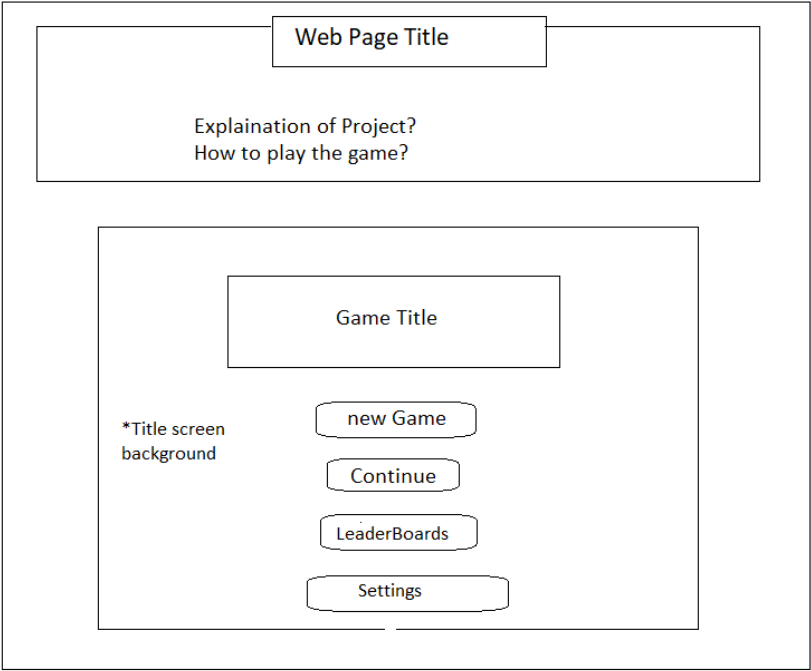 Web Page Title
Explaination of Project?
How to play the game?
Game Title
new Game
*Title screen
background
Continue
LeaderBoards
Settings